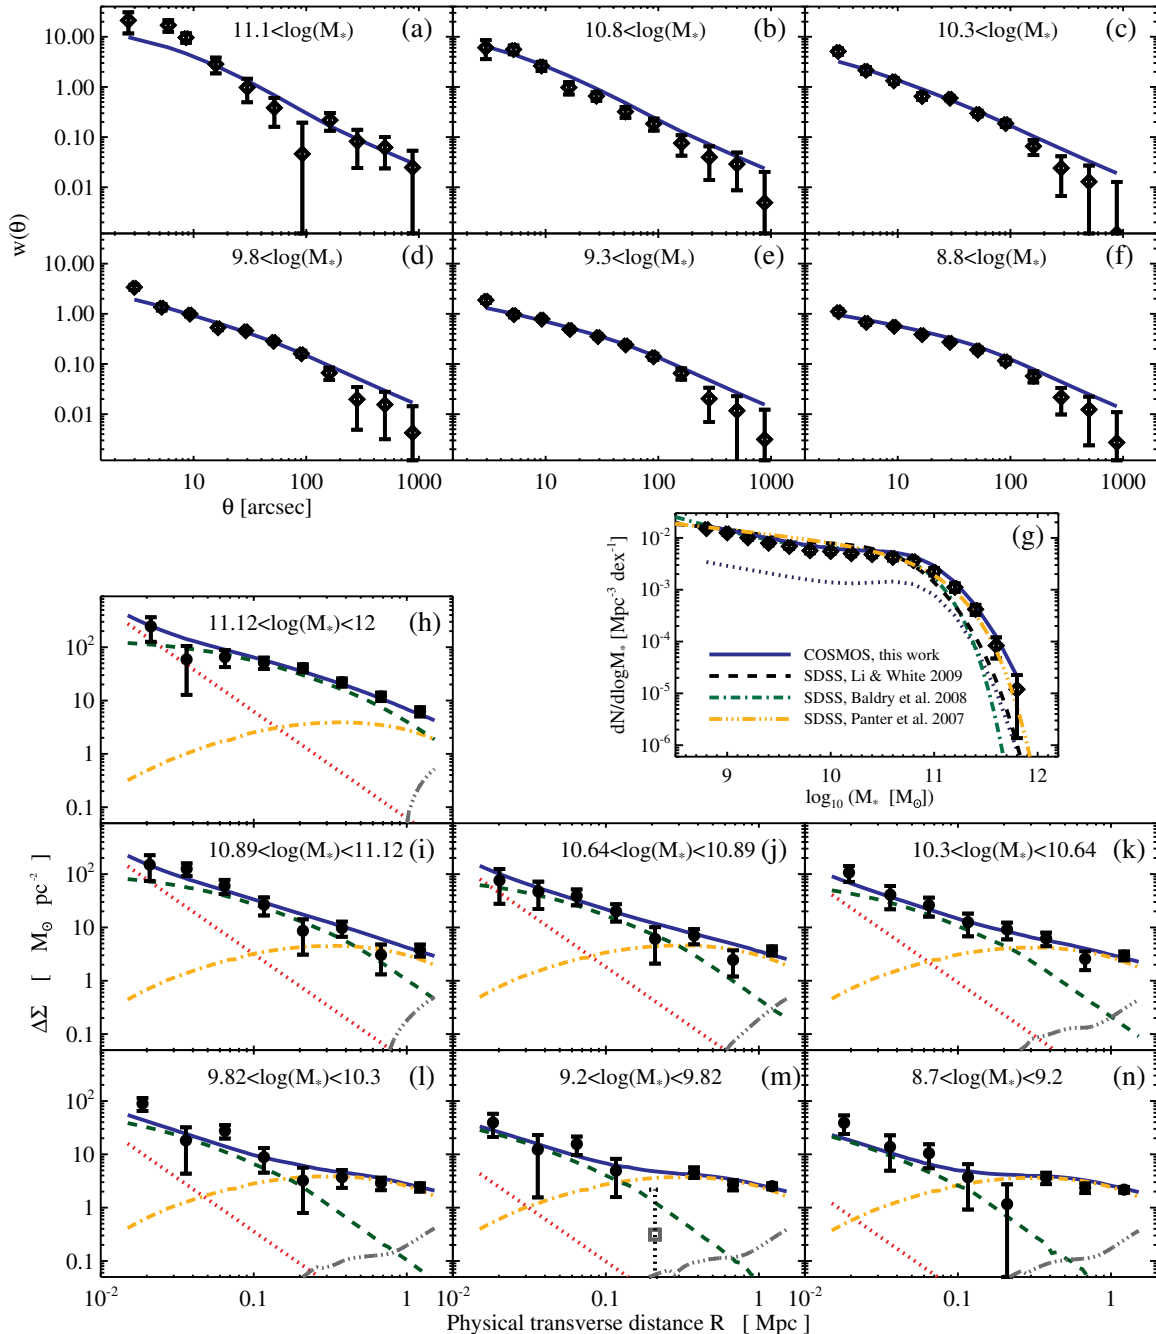 11.1<log(M*) (a)
10.8<log(M*) (b)
10.3<log(M*) (c)
10.00
1.00
0.10
0.01
w(θ)
9.8<log(M*) (d)
9.3<log(M*) (e)
8.8<log(M*) (f)
10.00
1.00
0.10
0.01
10 100 1000
10 100 1000
10 100 1000
θ [arcsec]
(g)
dN/dlogM* [Mpc⁻³ dex⁻¹]
10⁻²
10⁻³
10⁻⁴
10⁻⁵
10⁻⁶
COSMOS, this work
SDSS, Li & White 2009
SDSS, Baldry et al. 2008
SDSS, Panter et al. 2007
9 10 11 12
log₁₀ (M* [M⊙])
11.12<log(M*)<12 (h)
10²
10
1
0.1
10.89<log(M*)<11.12 (i)
10.64<log(M*)<10.89 (j)
10.3<log(M*)<10.64 (k)
10²
10
1
0.1
ΔΣ [ M⊙ pc⁻²]
9.82<log(M*)<10.3 (l)
9.2<log(M*)<9.82 (m)
8.7<log(M*)<9.2 (n)
10²
10
1
0.1
10⁻² 0.1 1
10⁻² 0.1 1
10⁻² 0.1 1
Physical transverse distance R [ Mpc]